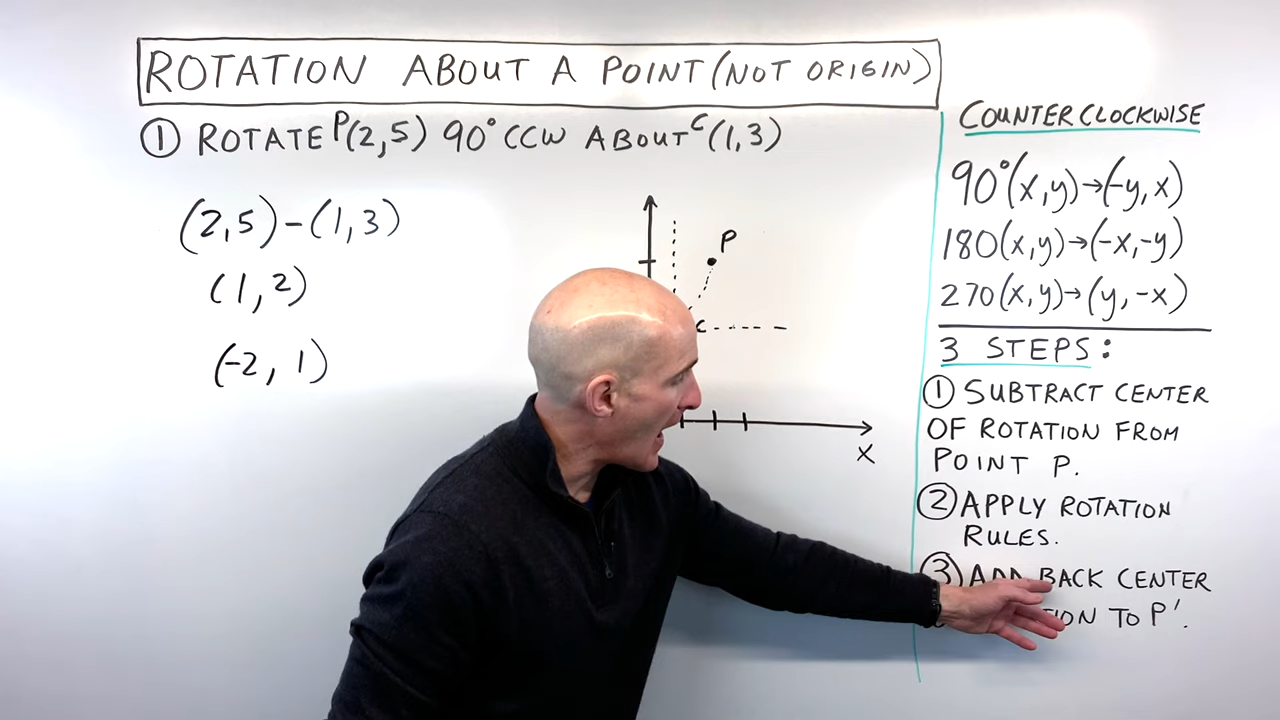 ROTATION ABOUT A POINT (NOT ORIGIN)
① ROTATE P(2,5) 90° CCW ABOUT C(1,3)
(2,5)-(1,3)
(1,2)
(-2, 1)
P
C
X
COUNTERCLOCKWISE
90°(x,y)→(-y,x)
180(x,y)→(-x,-y)
270(x,y)→(y,-x)
3 STEPS:
① SUBTRACT CENTER
OF ROTATION FROM
POINT P.
② APPLY ROTATION
RULES.
③ ADD BACK CENTER
TO P'.